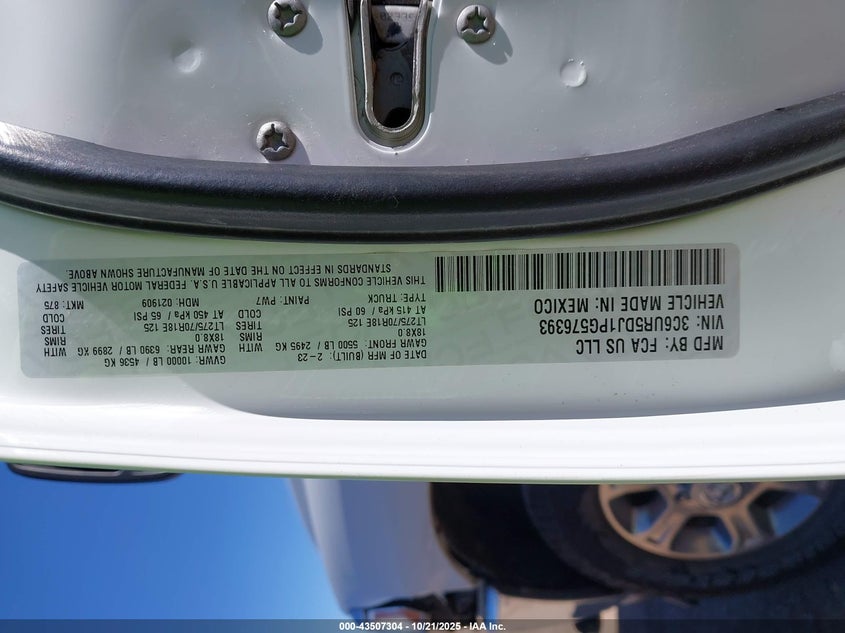 MFD BY: FCA US LLC
VIN: 3C6UR5DJ1PG576393
VEHICLE MADE IN: MEXICO
DATE OF MFR (BUILT): 2-23
GVWR: 10000 LB / 4536 KG
GAWR FRONT: 5500 LB / 2495 KG
GAWR REAR: 6390 LB / 2899 KG
WITH
18X8.0
RIMS
18X8.0
RIMS
WITH
LT275/70R18E 125
TIRES
LT275/70R18E 125
TIRES
AT 415 kPa / 60 PSI
COLD
AT 450 kPa / 65 PSI
COLD
TYPE: TRUCK
PAINT: PW7
MDH: 021909
MKT: 875
THIS VEHICLE CONFORMS TO ALL APPLICABLE U.S.A. FEDERAL MOTOR VEHICLE SAFETY
STANDARDS IN EFFECT ON THE DATE OF MANUFACTURE SHOWN ABOVE.
000-43507304 - 10/21/2025 - IAA Inc.